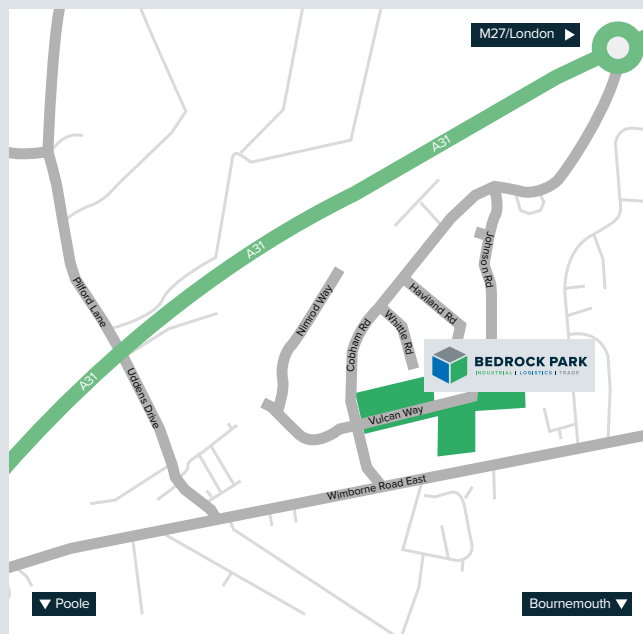 M27/London ▶
A31
A31
A31
Pilford Lane
Uddens Drive
Nimrod Way
Cobham Rd
Whittle Rd
Haviland Rd
Johnson Rd
BEDROCK PARK
INDUSTRIAL | LOGISTICS | TRADE
Vulcan Way
Wimborne Road East
▼ Poole
Bournemouth ▼